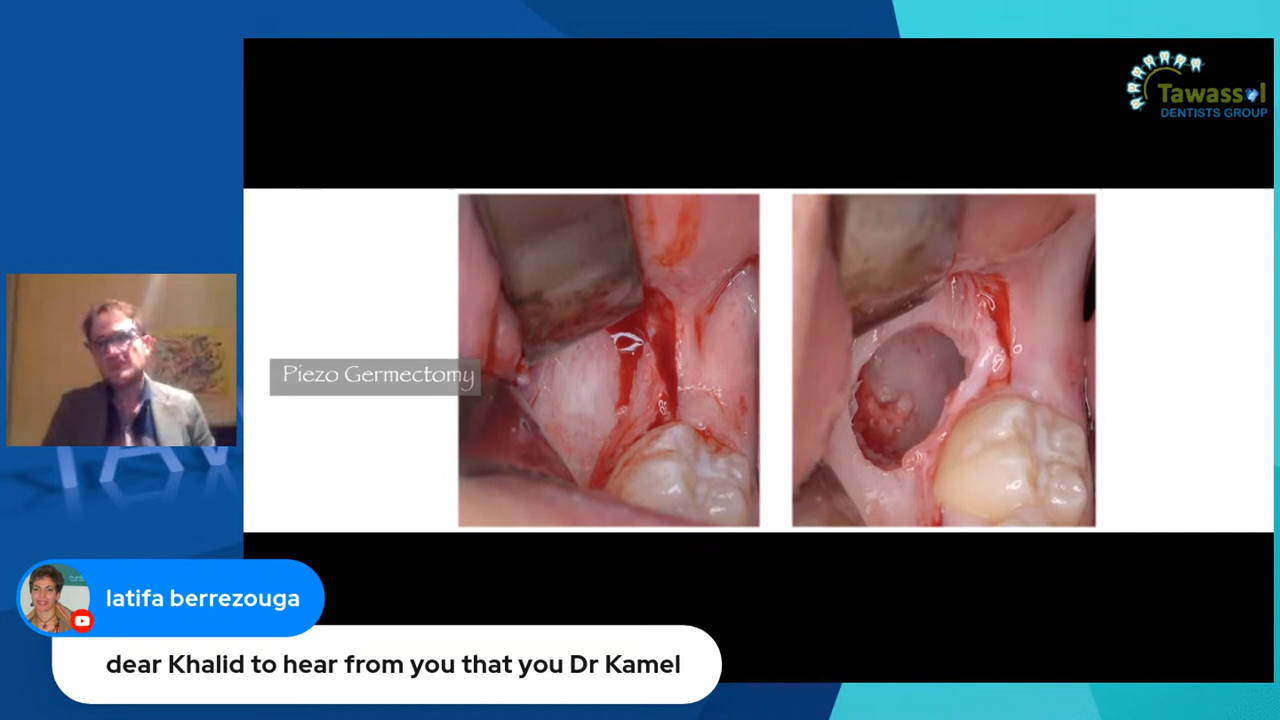 Tawassol
DENTISTS GROUP
Piezo Germectomy
latifa berrezouga
dear Khalid to hear from you that you Dr Kamel